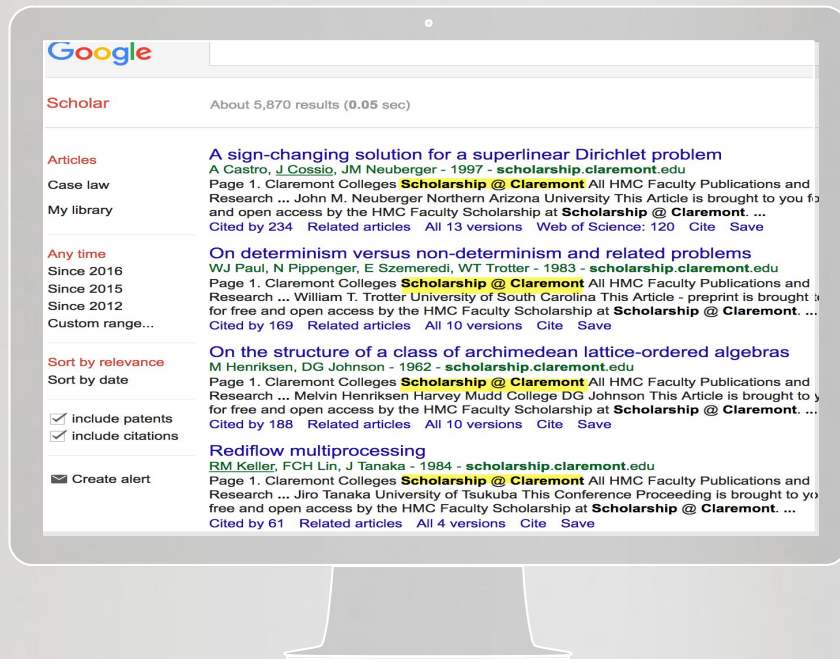 Google
Scholar
About 5,870 results (0.05 sec)
Articles
Case law
My library
Any time
Since 2016
Since 2015
Since 2012
Custom range...
Sort by relevance
Sort by date
include patents
include citations
Create alert
A sign-changing solution for a superlinear Dirichlet problem
A Castro, J Cossio, JM Neuberger - 1997 - scholarship.claremont.edu
Page 1. Claremont Colleges Scholarship @ Claremont All HMC Faculty Publications and
Research ... John M. Neuberger Northern Arizona University This Article is brought to you
and open access by the HMC Faculty Scholarship at Scholarship @ Claremont. ...
Cited by 234 Related articles All 13 versions Web of Science: 120 Cite Save
On determinism versus non-determinism and related problems
WJ Paul, N Pippenger, E Szemeredi, WT Trotter - 1983 - scholarship.claremont.edu
Page 1. Claremont Colleges Scholarship @ Claremont All HMC Faculty Publications and
Research ... William T. Trotter University of South Carolina This Article - preprint is brought
for free and open access by the HMC Faculty Scholarship at Scholarship @ Claremont. ...
Cited by 169 Related articles All 10 versions Cite Save
On the structure of a class of archimedean lattice-ordered algebras
M Henriksen, DG Johnson - 1962 - scholarship.claremont.edu
Page 1. Claremont Colleges Scholarship @ Claremont All HMC Faculty Publications and
Research ... Melvin Henriksen Harvey Mudd College DG Johnson This Article is brought to
for free and open access by the HMC Faculty Scholarship at Scholarship @ Claremont. ...
Cited by 188 Related articles All 10 versions Cite Save
Rediflow multiprocessing
RM Keller, FCH Lin, J Tanaka - 1984 - scholarship.claremont.edu
Page 1. Claremont Colleges Scholarship @ Claremont All HMC Faculty Publications and
Research ... Jiro Tanaka University of Tsukuba This Conference Proceeding is brought to
free and open access by the HMC Faculty Scholarship at Scholarship @ Claremont. ...
Cited by 61 Related articles All 4 versions Cite Save